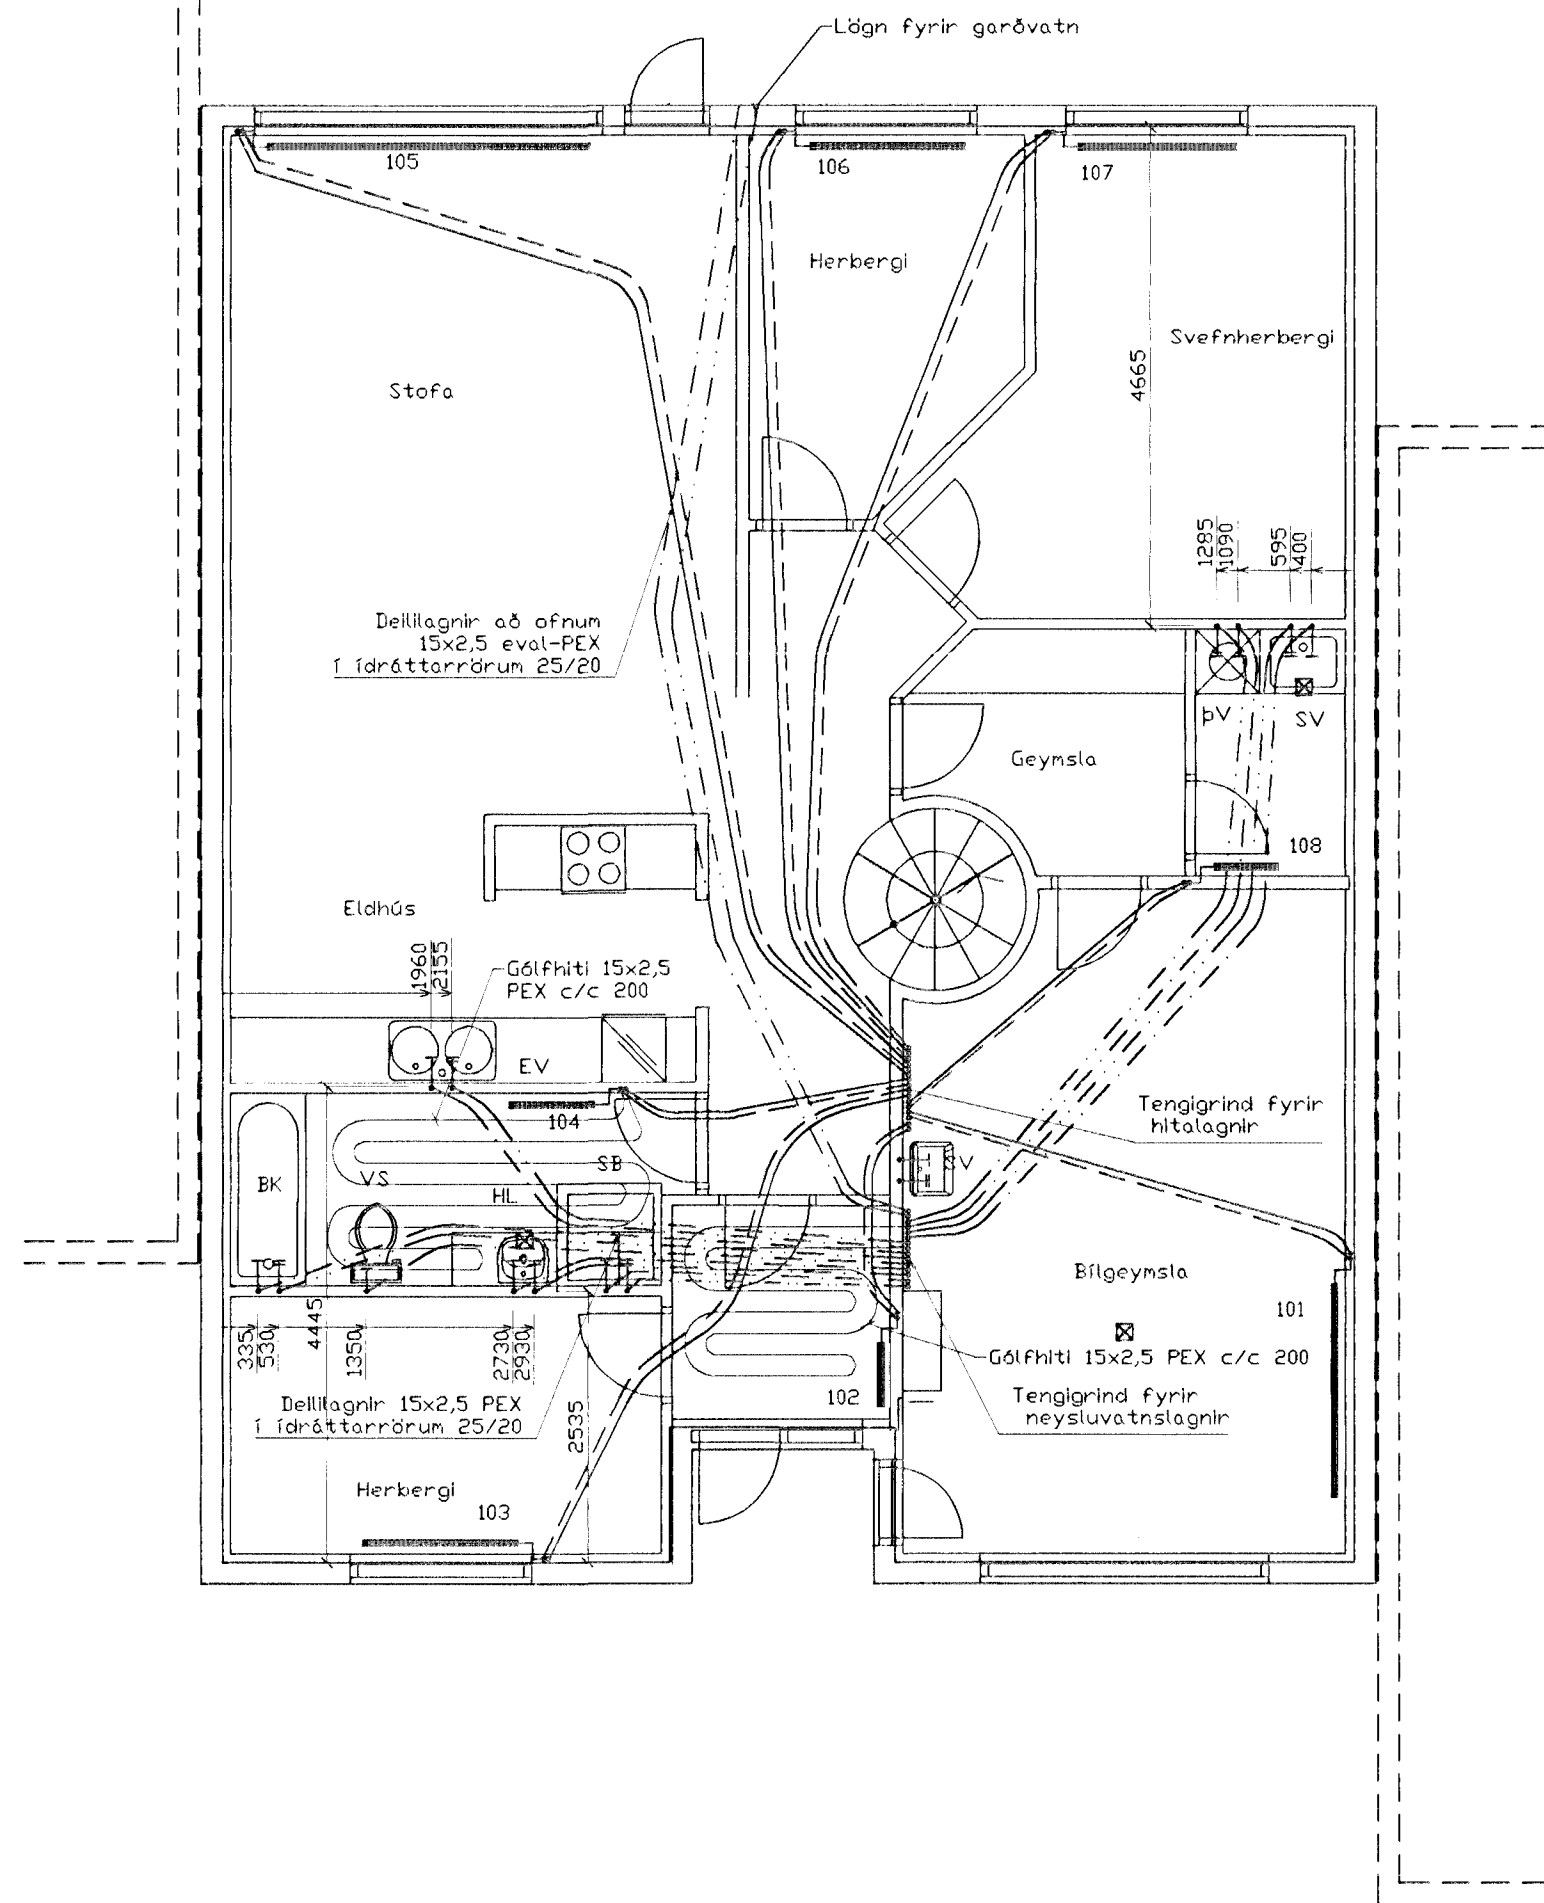 Lögn fyrir garðvatn
105
106
107
Herbergi
Svefnherbergi
4665
Stofa
1285
1090
595
400
Deililagnir að ofnum
15x2,5 eval-PEX
í ídráttarrörum 25/20
ÞV
SV
Geymsla
108
Eldhús
1960
2155
Gólfhiti 15x2,5
PEX c/c 200
EV
104
Tengigrind fyrir
hitalagnir
BK
VS
SB
HL
Bílgeymsla
101
335
530
4445
1350
2730
2930
Gólfhiti 15x2,5 PEX c/c 200
102
Deililagnir 15x2,5 PEX
í ídráttarrörum 25/20
2535
Tengigrind fyrir
neysluvatnslagnir
Herbergi
103